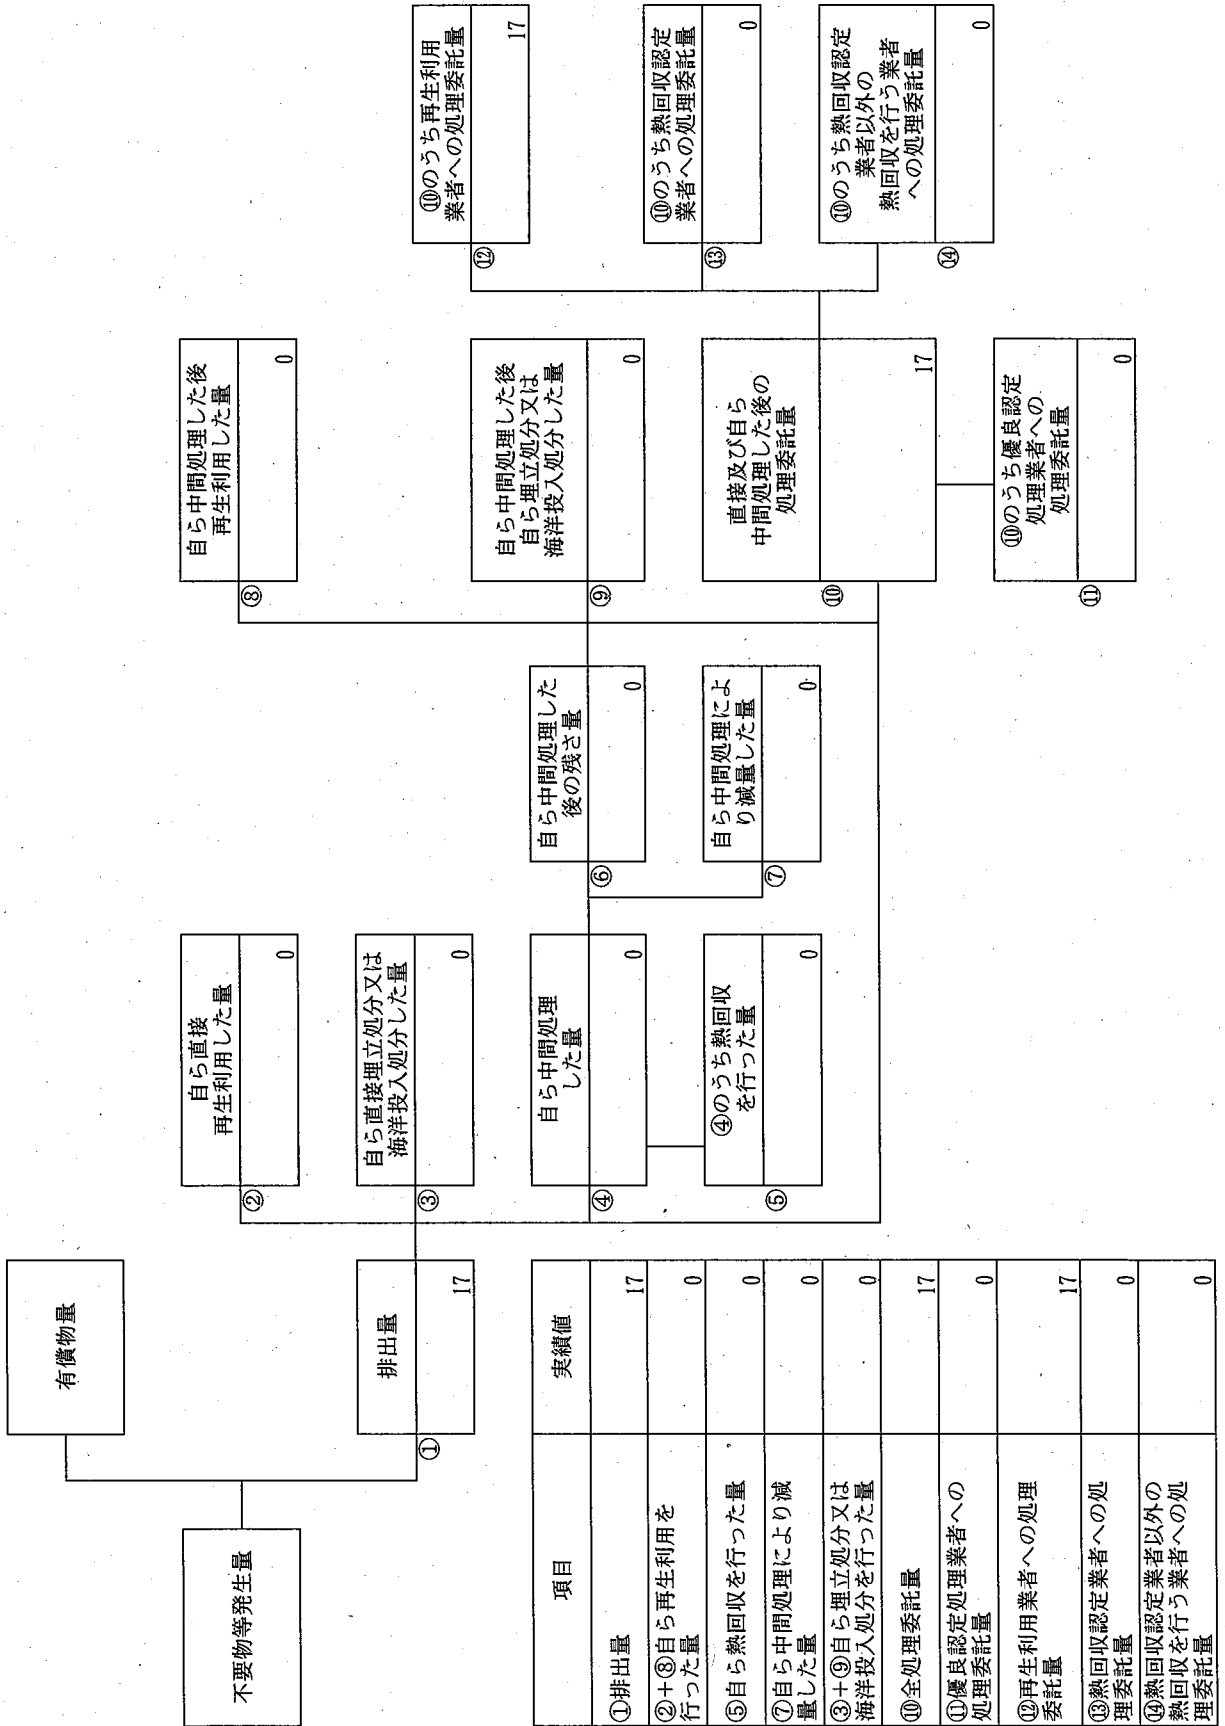 不要物等発生量
有償物量
①
排出量
17
②
自ら直接
再生利用した量
0
③
自ら直接埋立処分又は
海洋投入処分した量
0
④
自ら中間処理
した量
0
⑤
④のうち熱回収
を行った量
0
⑥
自ら中間処理した
後の残さ量
0
⑦
自ら中間処理によ
り減量した量
0
⑧
自ら中間処理した後
再生利用した量
0
⑨
自ら中間処理した後
自ら埋立処分又は
海洋投入処分した量
0
⑩
直接及び自ら
中間処理した後の
処理委託量
17
⑪
⑩のうち優良認定
処理業者への
処理委託量
0
⑫
⑩のうち再生利用
業者への処理委託量
17
⑬
⑩のうち熱回収認定
業者への処理委託量
0
⑭
⑩のうち熱回収認定
業者以外の
熱回収を行う業者
への処理委託量
0
項目 実績値
①排出量 17
②+⑧自ら再生利用を
行った量 0
⑤自ら熱回収を行った量 0
⑦自ら中間処理により減
量した量 0
③+⑨自ら埋立処分又は
海洋投入処分を行った量 0
⑩全処理委託量 17
⑪優良認定処理業者への
処理委託量 0
⑫再生利用業者への処理
委託量 17
⑬熱回収認定業者への処
理委託量 0
⑭熱回収認定業者以外の
熱回収を行う業者への処
理委託量 0